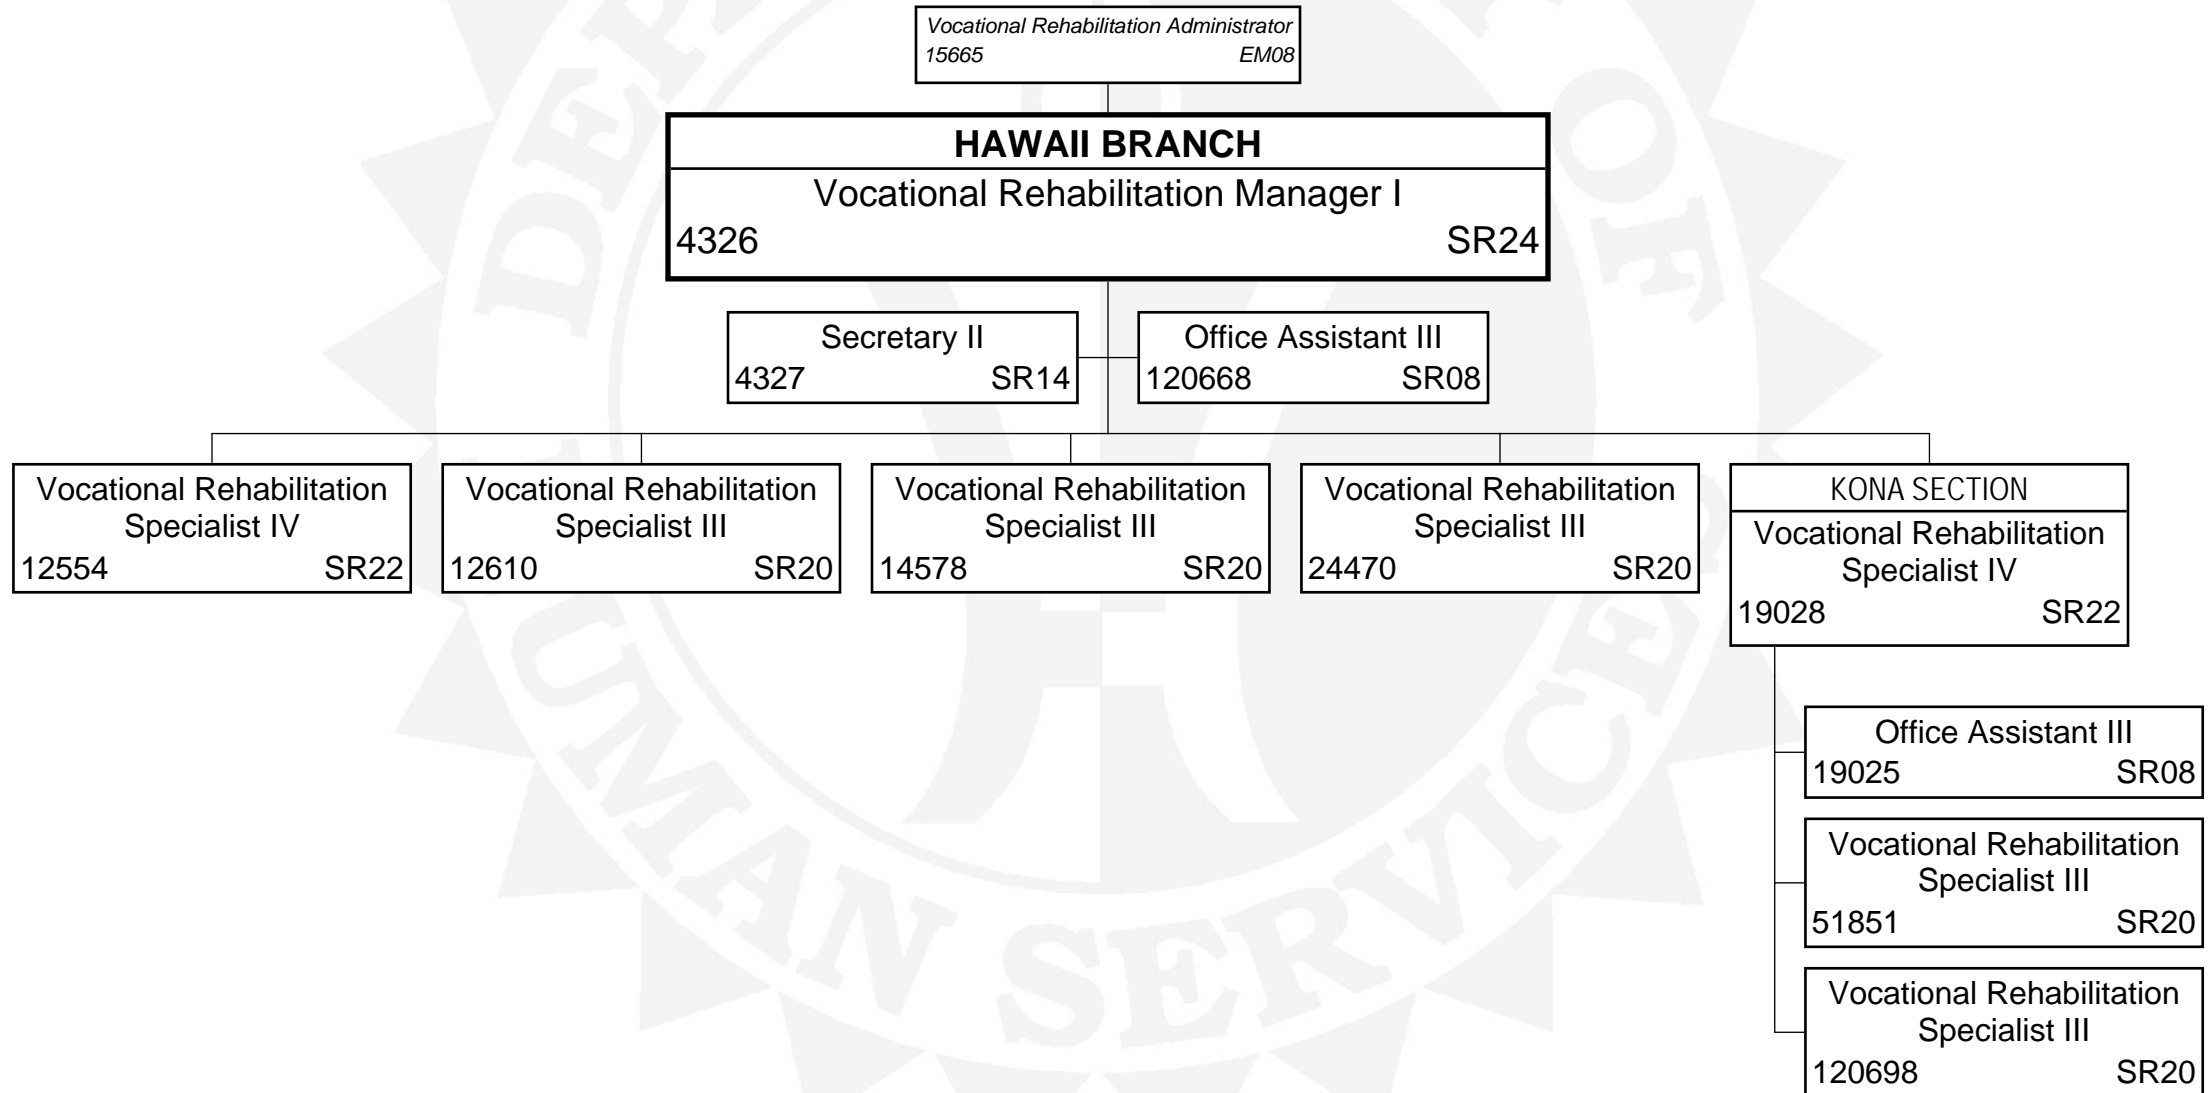 Vocational Rehabilitation Administrator
15665 EM08
HAWAII BRANCH
Vocational Rehabilitation Manager I
4326 SR24
Secretary II
4327 SR14
Office Assistant III
120668 SR08
Vocational Rehabilitation
Specialist IV
12554 SR22
Vocational Rehabilitation
Specialist III
12610 SR20
Vocational Rehabilitation
Specialist III
14578 SR20
Vocational Rehabilitation
Specialist III
24470 SR20
KONA SECTION
Vocational Rehabilitation
Specialist IV
19028 SR22
Office Assistant III
19025 SR08
Vocational Rehabilitation
Specialist III
51851 SR20
Vocational Rehabilitation
Specialist III
120698 SR20
OF
SERVICES